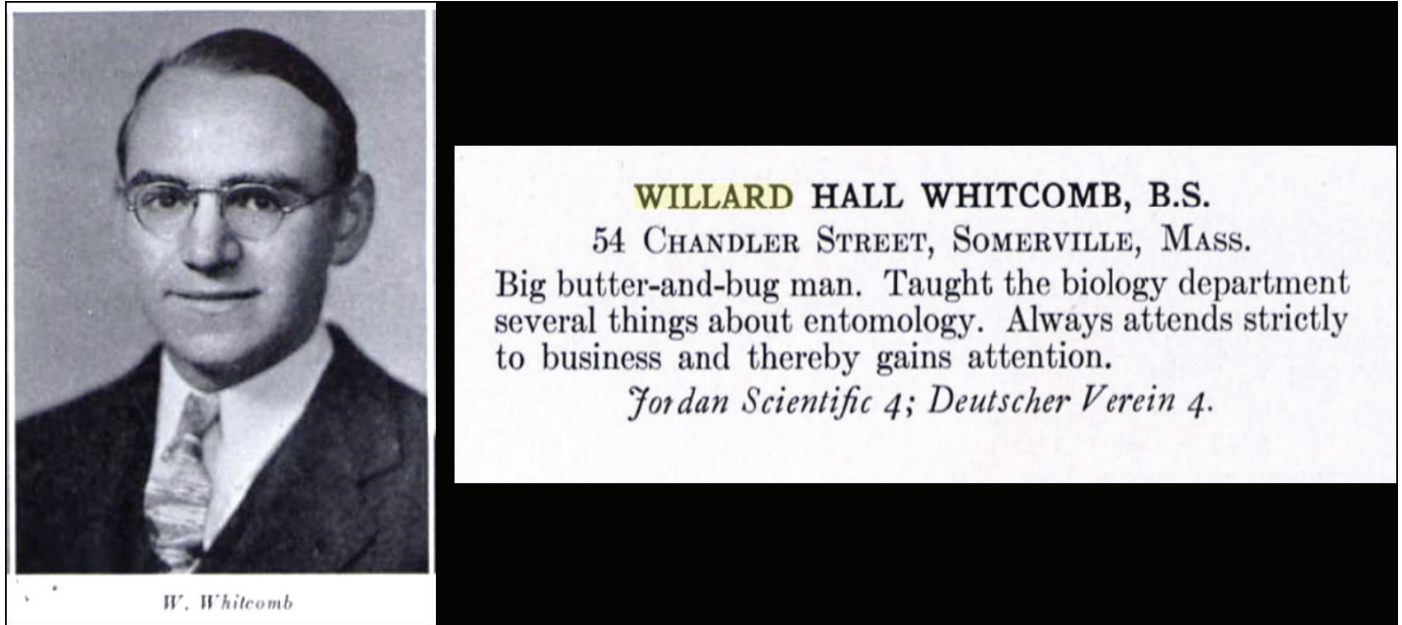 W. Whitcomb
WILLARD HALL WHITCOMB, B.S.
54 CHANDLER STREET, SOMERVILLE, MASS.
Big butter-and-bug man. Taught the biology department
several things about entomology. Always attends strictly
to business and thereby gains attention.
Jordan Scientific 4; Deutscher Verein 4.